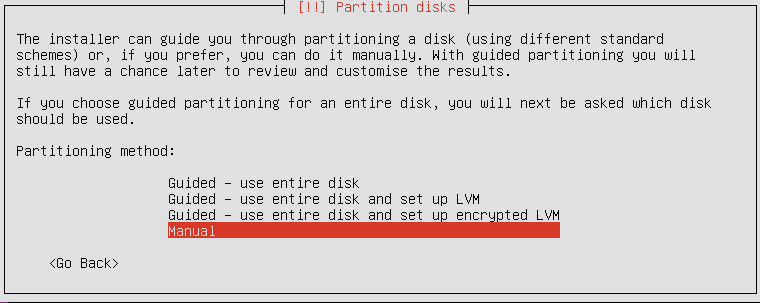 [!!] Partition disks
The installer can guide you through partitioning a disk (using different standard
schemes) or, if you prefer, you can do it manually. With guided partitioning you will
still have a chance later to review and customise the results.
If you choose guided partitioning for an entire disk, you will next be asked which disk
should be used.
Partitioning method:
Guided - use entire disk
Guided - use entire disk and set up LVM
Guided - use entire disk and set up encrypted LVM
Manual
<Go Back>